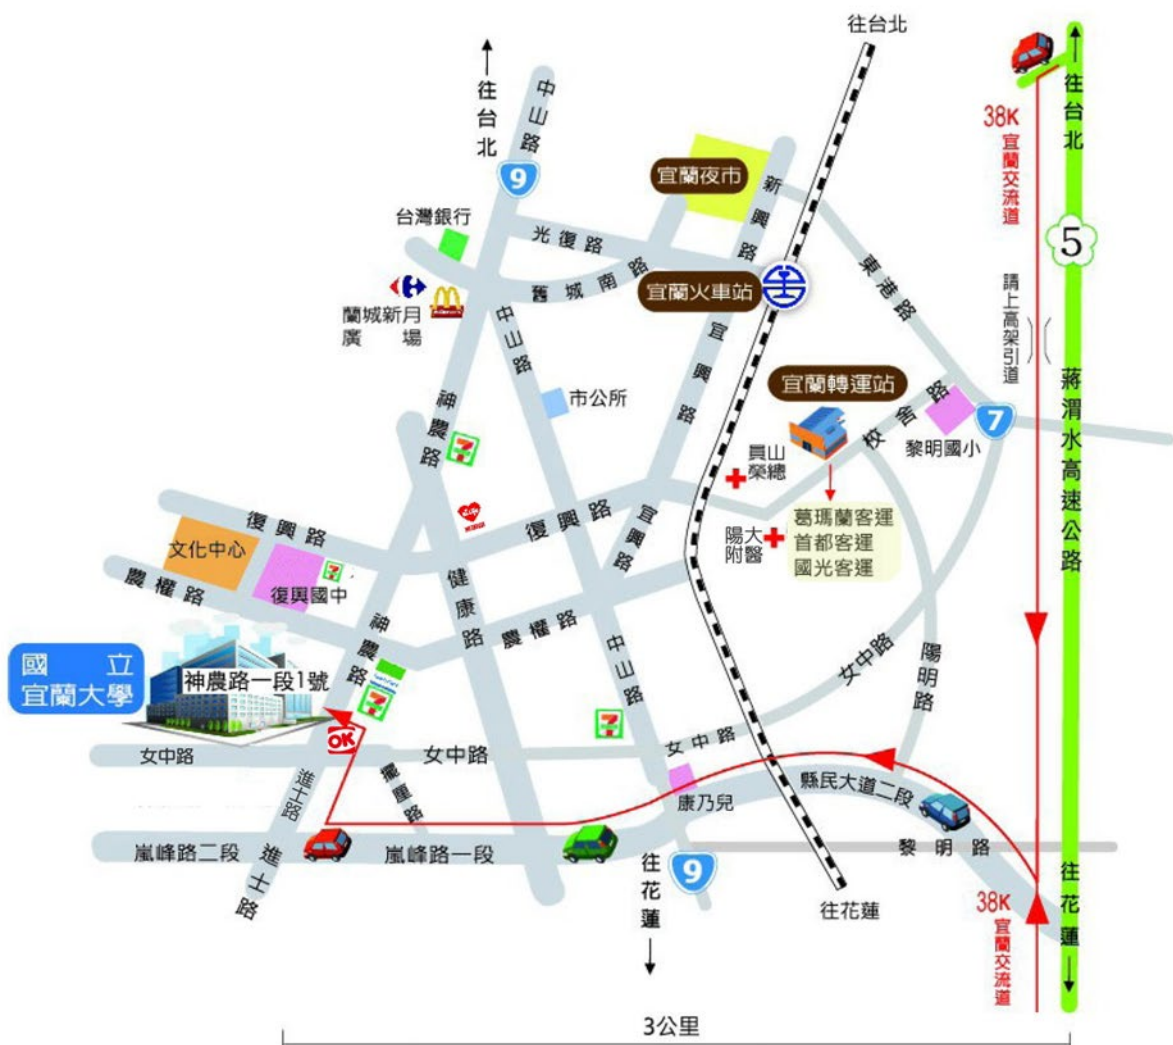 往台北
往台北
中山路
9
往台北
38K
宜蘭交流道
宜蘭夜市
新興路
台灣銀行
光復路
5
舊城南路
宜蘭火車站
東港路
請上高架引道
蘭城新月
廣場
McDonald's
中山路
宜興路
宜蘭轉運站
蔣渭水高速公路
市公所
校舍路
7
神農路
7
ELEVEn
員山
榮總
黎明國小
復興路
復興路
宜興路
陽大
附醫
葛瑪蘭客運
首都客運
國光客運
文化中心
復興國中
農權路
健康路
農權路
國立
宜蘭大學
神農路一段1號
神農路
中山路
女中路
陽明路
OK
女中路
女中路
女中路
進士路
擺厘路
康乃兒
縣民大道二段
嵐峰路二段
進士路
嵐峰路一段
黎明路
往花蓮
9
往花蓮
38K
宜蘭交流道
往花蓮
3公里